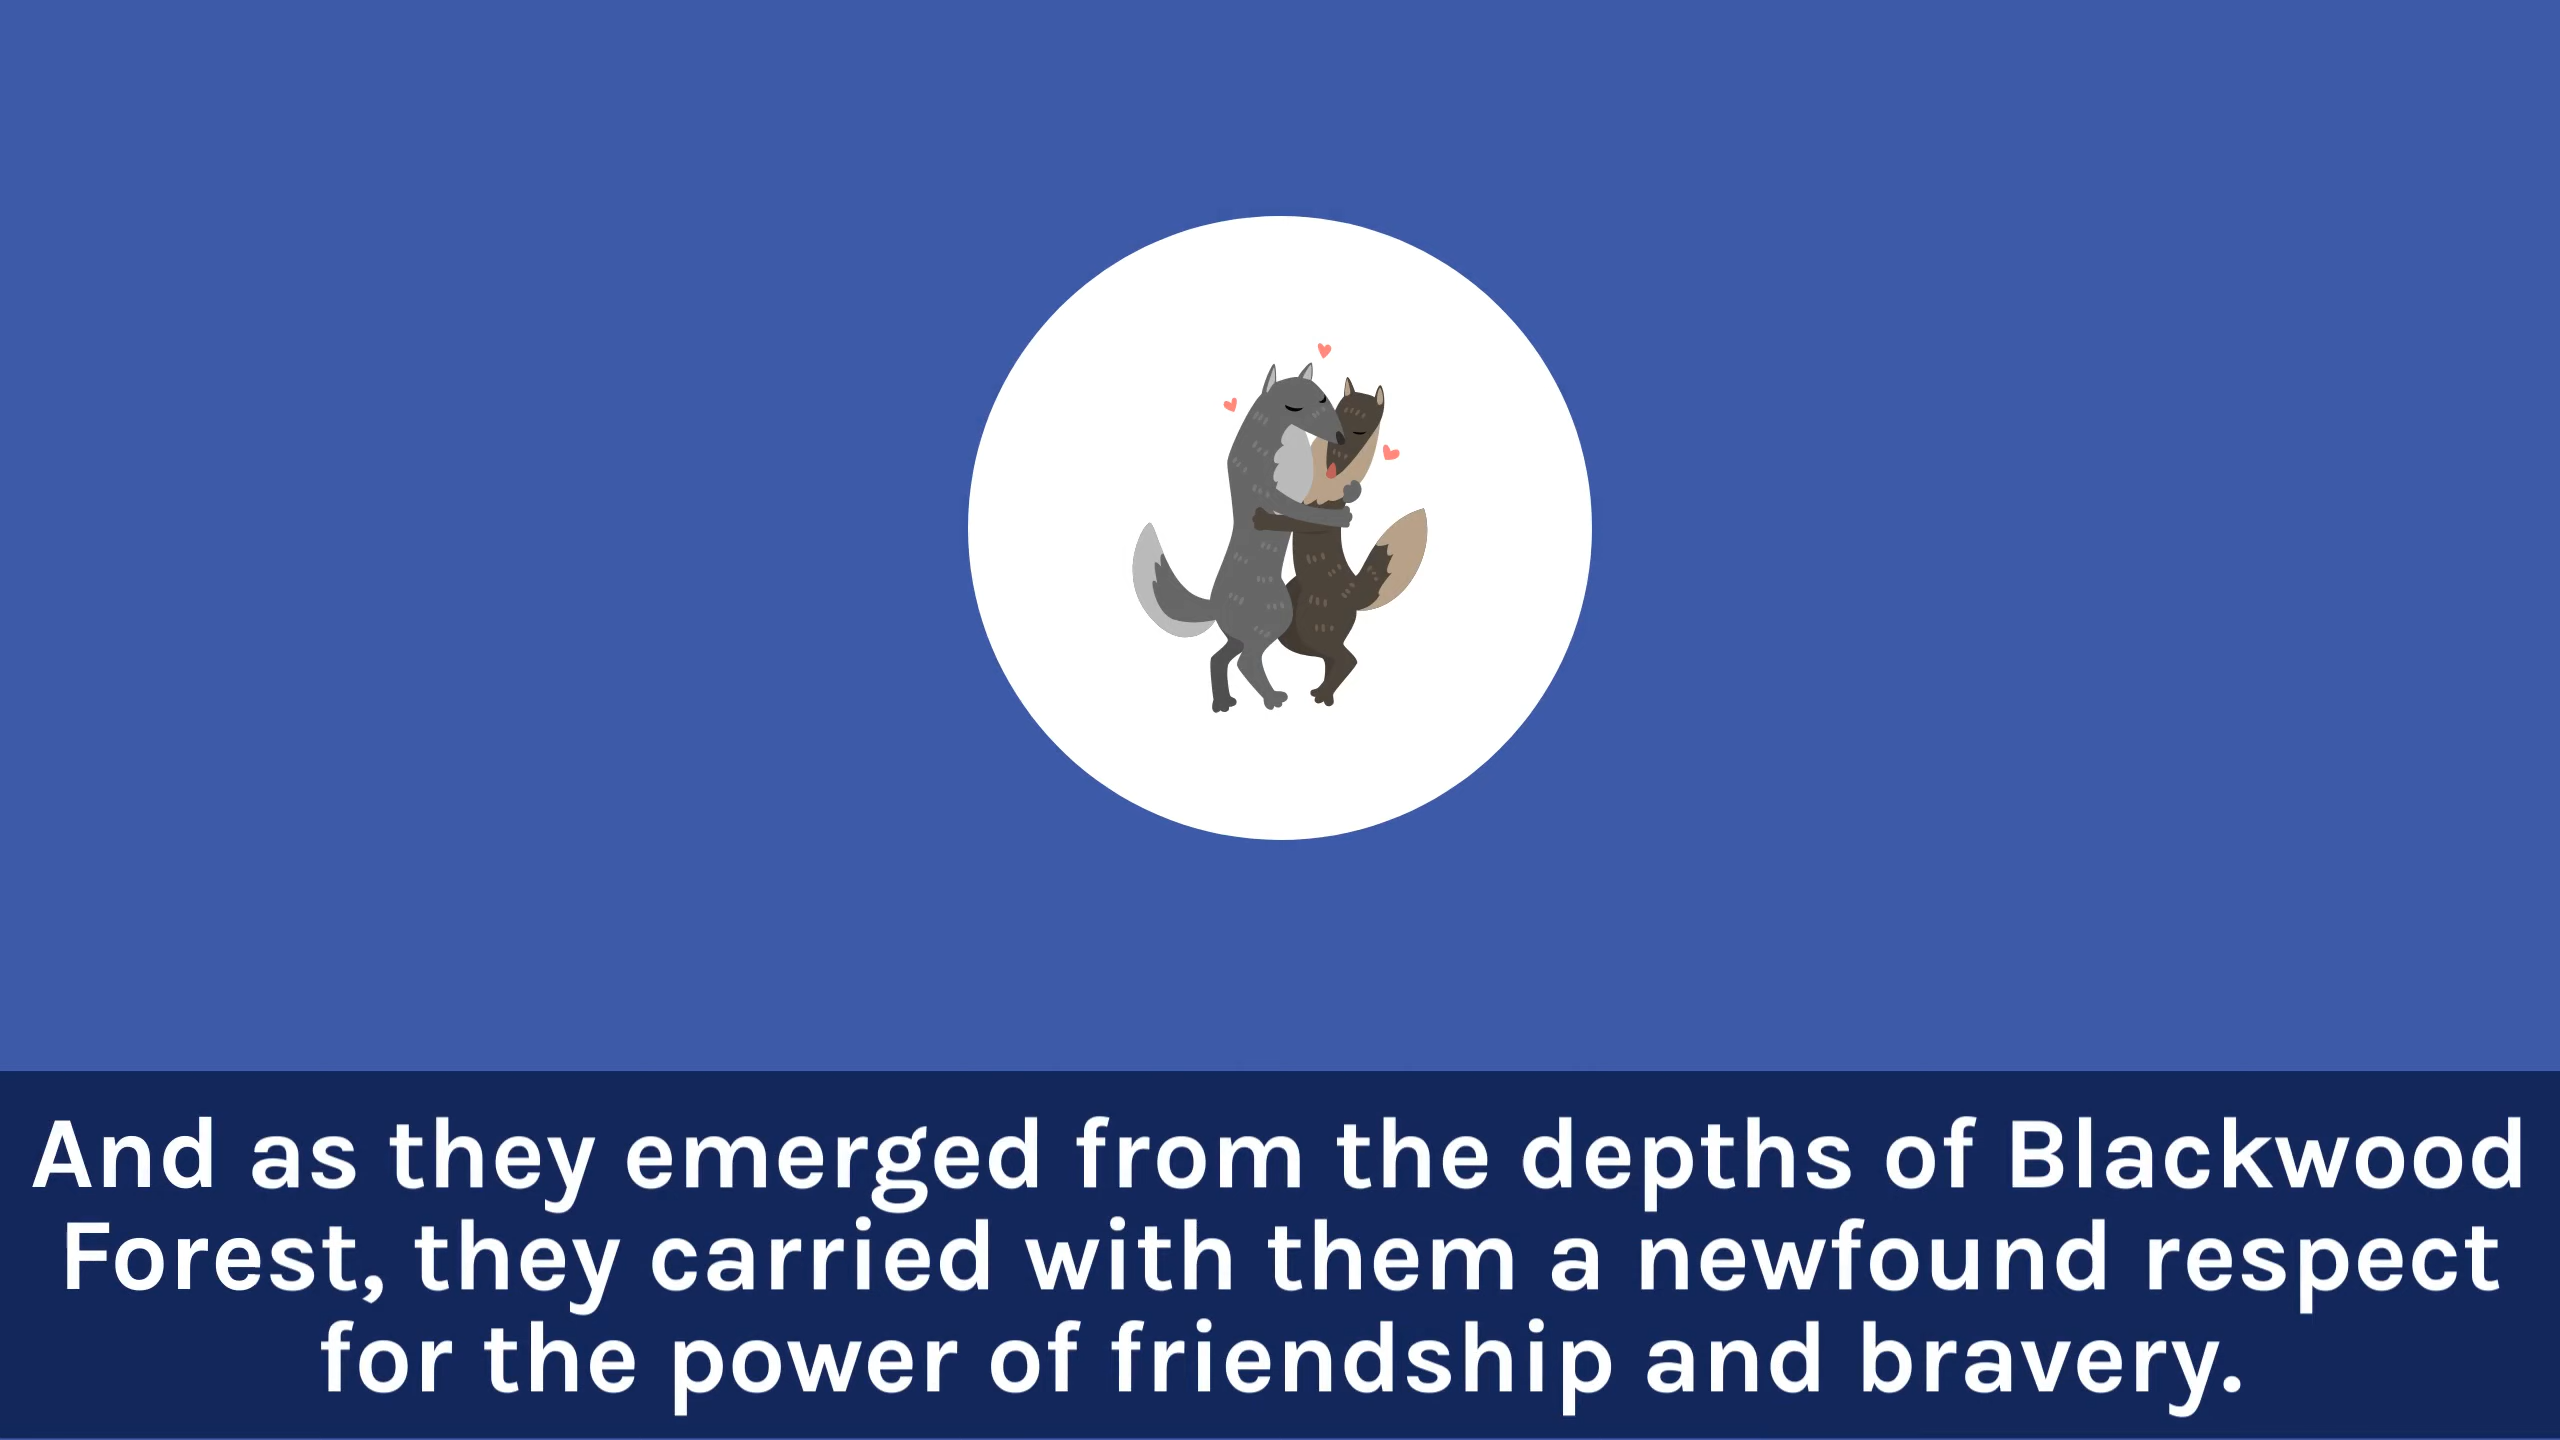 And as they emerged from the depths of Blackwood
Forest, they carried with them a newfound respect
for the power of friendship and bravery.